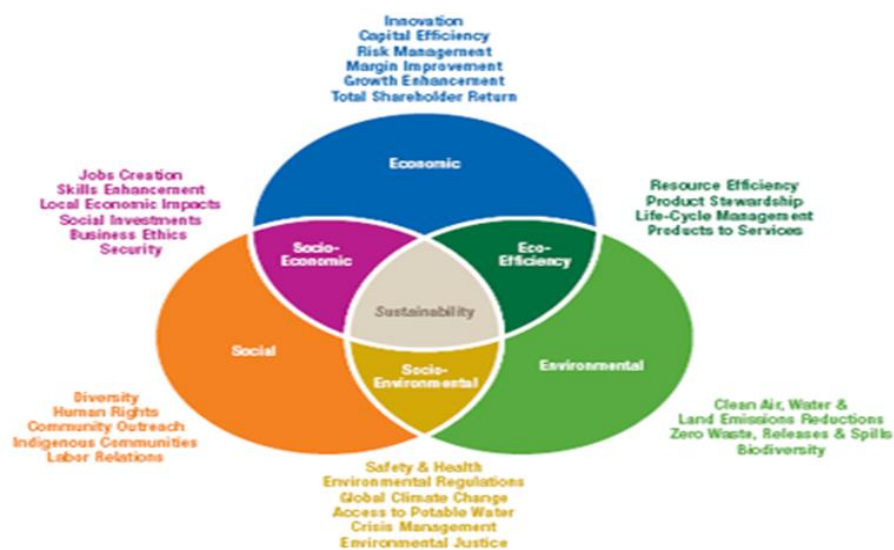 Innovation
Capital Efficiency
Risk Management
Margin Improvement
Growth Enhancement
Total Shareholder Return
Economic
Jobs Creation
Skills Enhancement
Local Economic Impacts
Social Investments
Business Ethics
Security
Resource Efficiency
Product Stewardship
Life-Cycle Management
Products to Services
Socio-
Economic
Eco-
Efficiency
Sustainability
Social
Socio-
Environmental
Environmental
Diversity
Human Rights
Community Outreach
Indigenous Communities
Labor Relations
Clean Air, Water &
Land Emissions Reductions
Zero Waste, Releases & Spills
Biodiversity
Safety & Health
Environmental Regulations
Global Climate Change
Access to Potable Water
Crisis Management
Environmental Justice